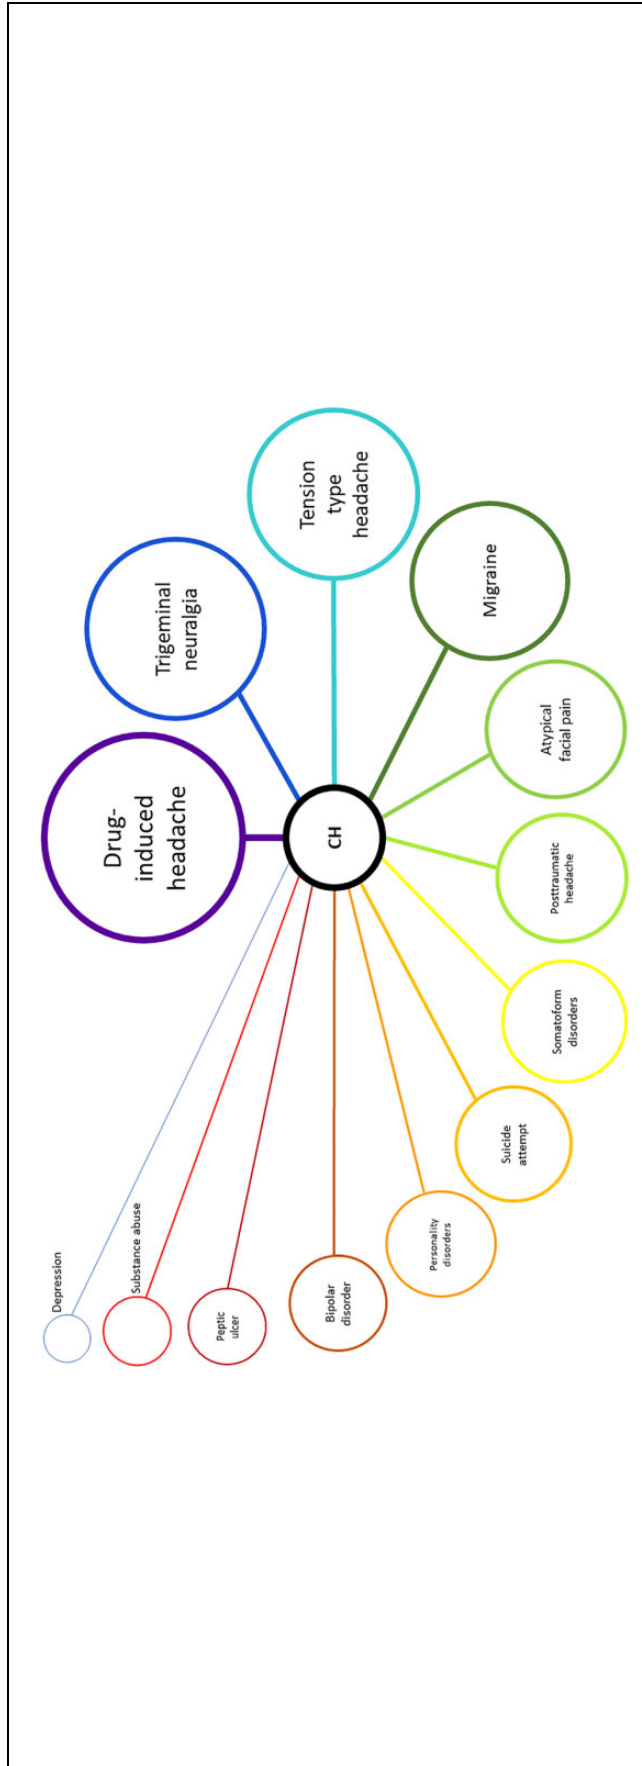 Drug-
induced
headache
Trigeminal
neuralgia
Tension
type
headache
Migraine
Atypical
facial pain
Posttraumatic
headache
Somatoform
disorders
Suicide
attempt
Personality
disorders
Bipolar
disorder
Peptic
ulcer
Substance abuse
Depression
CH